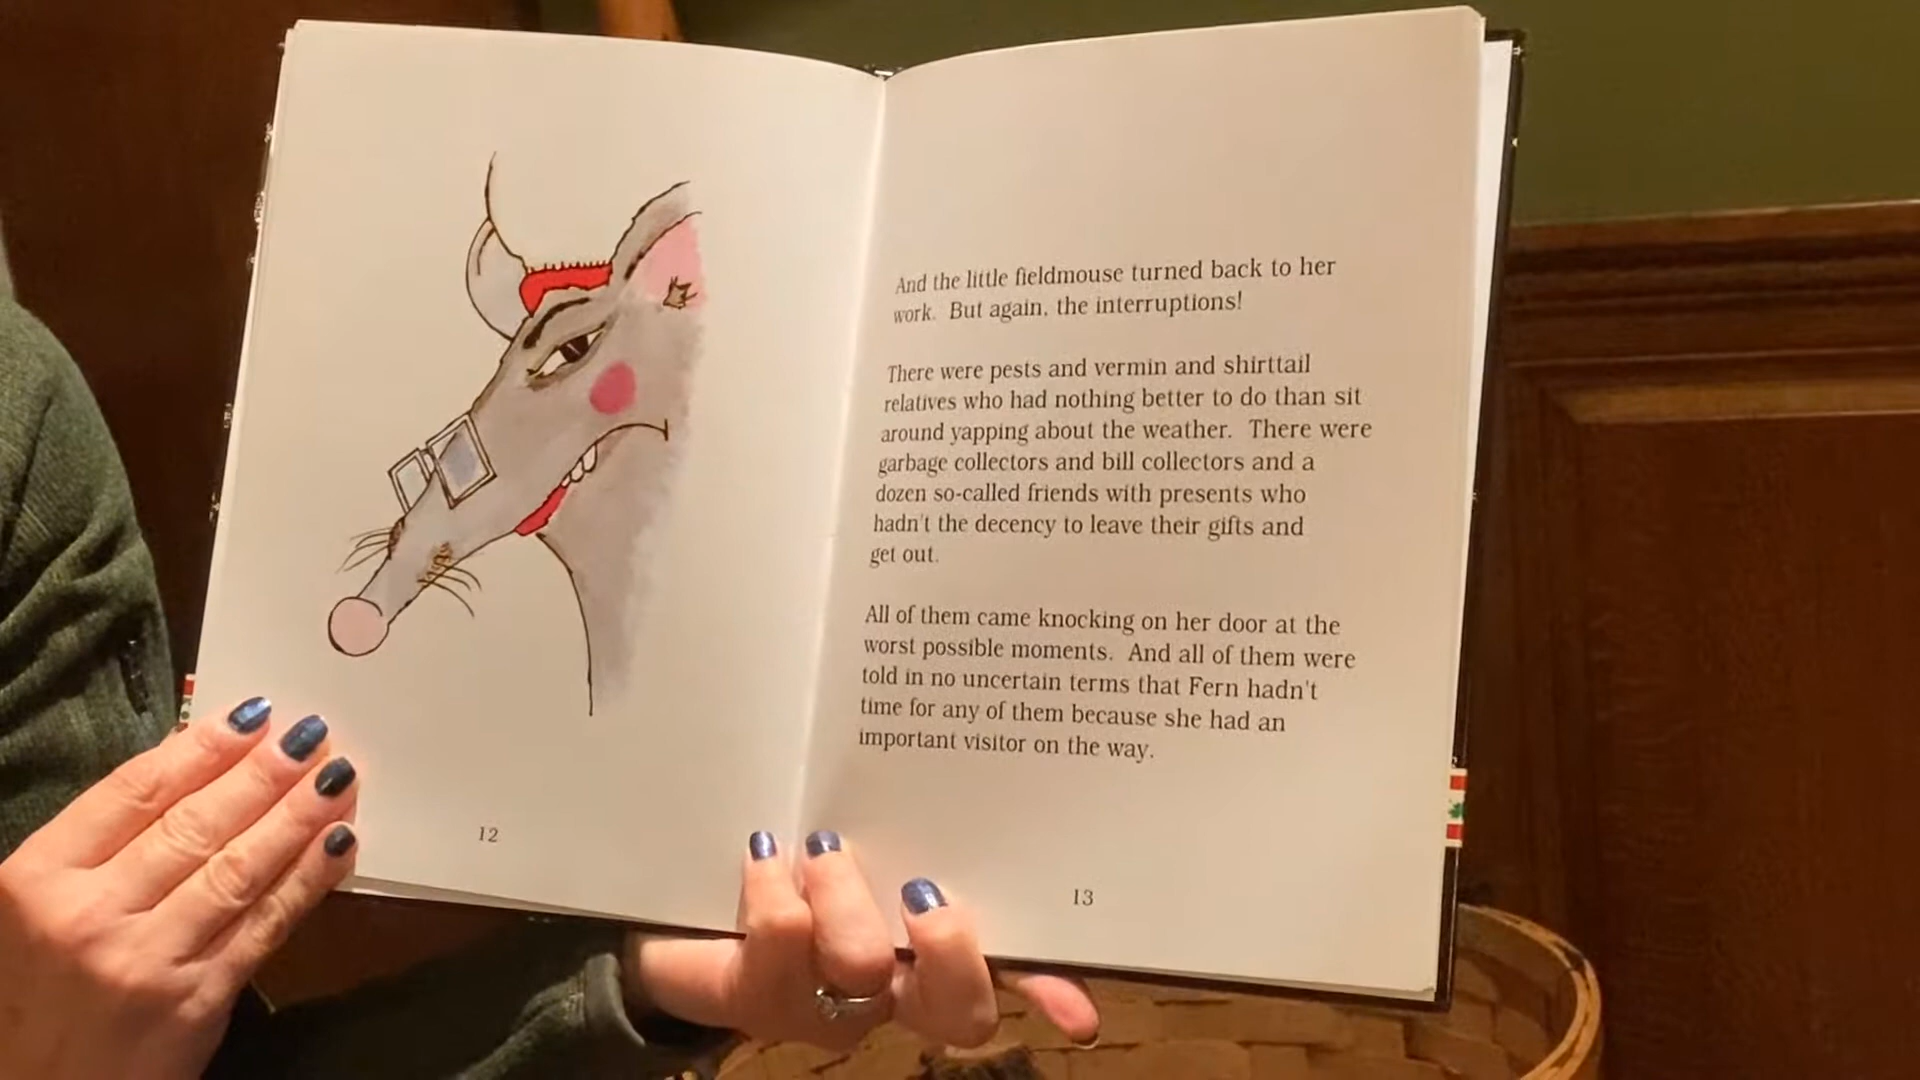 And the little fieldmouse turned back to her
work. But again, the interruptions!
There were pests and vermin and shirttail
relatives who had nothing better to do than sit
around yapping about the weather. There were
garbage collectors and bill collectors and a
dozen so-called friends with presents who
hadn't the decency to leave their gifts and
get out.
All of them came knocking on her door at the
worst possible moments. And all of them were
told in no uncertain terms that Fern hadn't
time for any of them because she had an
important visitor on the way.
12
13